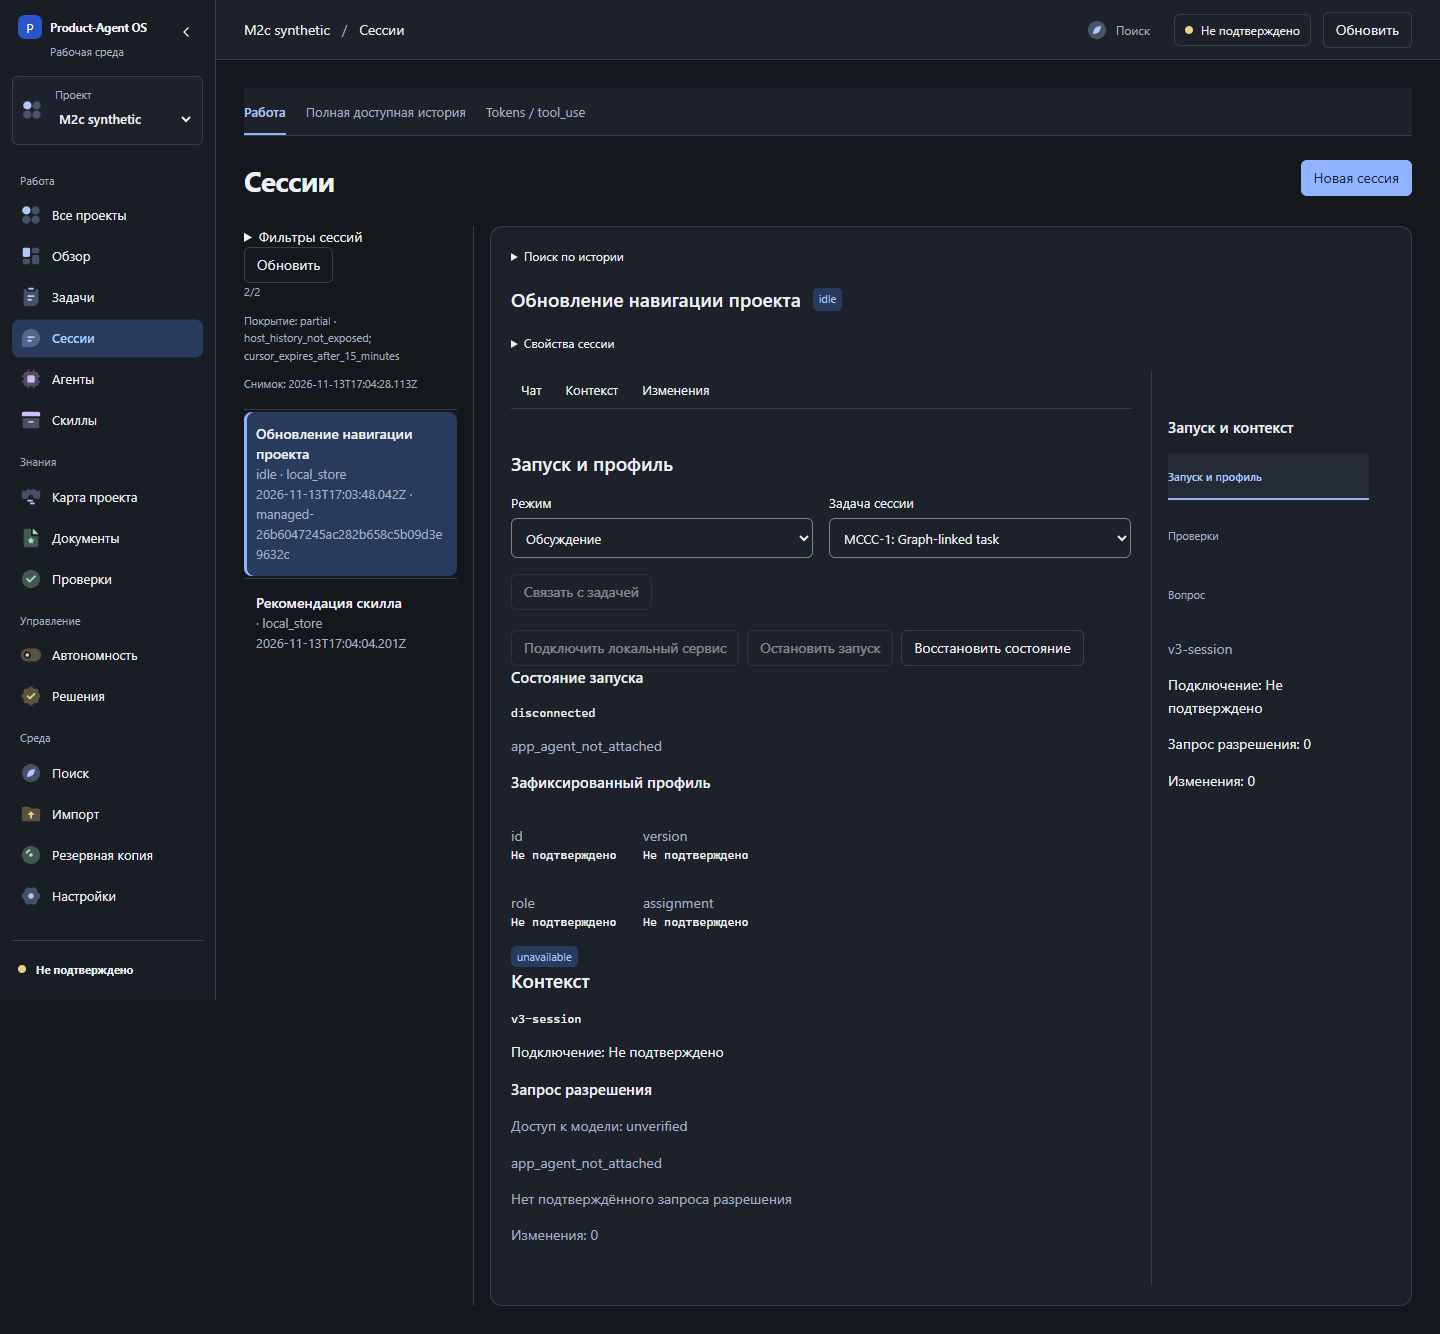 P
Product-Agent OS
Рабочая среда
Проект
M2c synthetic
Работа
Все проекты
Обзор
Задачи
Сессии
Агенты
Скиллы
Знания
Карта проекта
Документы
Проверки
Управление
Автономность
Решения
Среда
Поиск
Импорт
Резервная копия
Настройки
Не подтверждено
M2c synthetic / Сессии
Поиск
Не подтверждено
Обновить
Работа
Полная доступная история
Tokens / tool_use
Сессии
Новая сессия
Фильтры сессий
Обновить
2/2
Покрытие: partial ·
host_history_not_exposed;
cursor_expires_after_15_minutes
Снимок: 2026-11-13T17:04:28.113Z
Обновление навигации
проекта
idle · local_store
2026-11-13T17:03:48.042Z ·
managed-
26b6047245ac282b658c5b09d3e
9632c
Рекомендация скилла
· local_store
2026-11-13T17:04:04.201Z
Поиск по истории
Обновление навигации проекта
idle
Свойства сессии
Чат
Контекст
Изменения
Запуск и профиль
Режим
Задача сессии
Обсуждение
MCCC-1: Graph-linked task
Связать с задачей
Подключить локальный сервис
Остановить запуск
Восстановить состояние
Состояние запуска
disconnected
app_agent_not_attached
Зафиксированный профиль
id
version
Не подтверждено
Не подтверждено
role
assignment
Не подтверждено
Не подтверждено
unavailable
Контекст
v3-session
Подключение: Не подтверждено
Запрос разрешения
Доступ к модели: unverified
app_agent_not_attached
Нет подтверждённого запроса разрешения
Изменения: 0
Запуск и контекст
Запуск и профиль
Проверки
Вопрос
v3-session
Подключение: Не
подтверждено
Запрос разрешения: 0
Изменения: 0